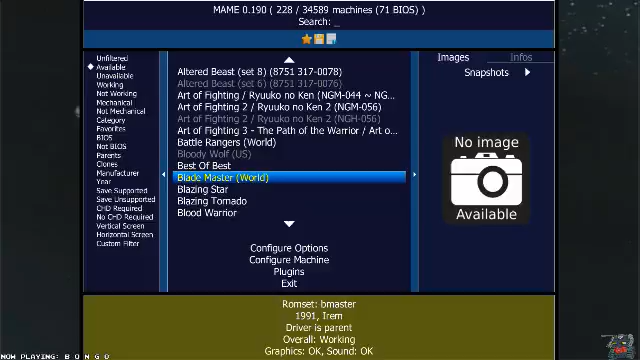 MAME 0.190 ( 228 / 34589 machines (71 BIOS) )
Search: _
Unfiltered
Available
Unavailable
Working
Not Working
Mechanical
Not Mechanical
Category
Favorites
BIOS
Not BIOS
Parents
Clones
Manufacturer
Year
Save Supported
Save Unsupported
CHD Required
No CHD Required
Vertical Screen
Horizontal Screen
Custom Filter
Altered Beast (set 8) (8751 317-0078)
Altered Beast (set 6) (8751 317-0076)
Art of Fighting / Ryuuko no Ken (NGM-044 ~ NG...
Art of Fighting 2 / Ryuuko no Ken 2 (NGM-056)
Art of Fighting 2 / Ryuuko no Ken 2 (NGH-056)
Art of Fighting 3 - The Path of the Warrior / Art o...
Battle Rangers (World)
Bloody Wolf (US)
Best Of Best
Blade Master (World)
Blazing Star
Blazing Tornado
Blood Warrior
Configure Options
Configure Machine
Plugins
Exit
Images
Infos
Snapshots
No image
Available
Romset: bmaster
1991, Irem
Driver is parent
Overall: Working
Graphics: OK, Sound: OK
NOW PLAYING: B O N G O